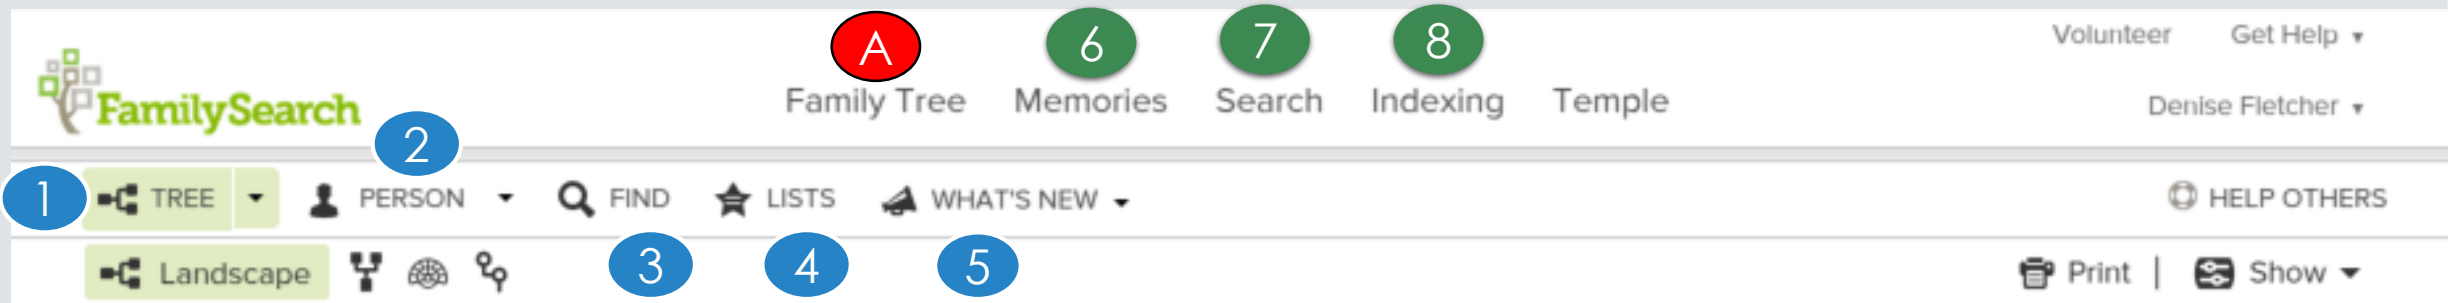 A 6 7 8 Volunteer Get Help
FamilySearch Family Tree Memories Search Indexing Temple Denise Fletcher
2
1 TREE PERSON FIND LISTS WHAT'S NEW HELP OTHERS
Landscape 3 4 5 Print | Show